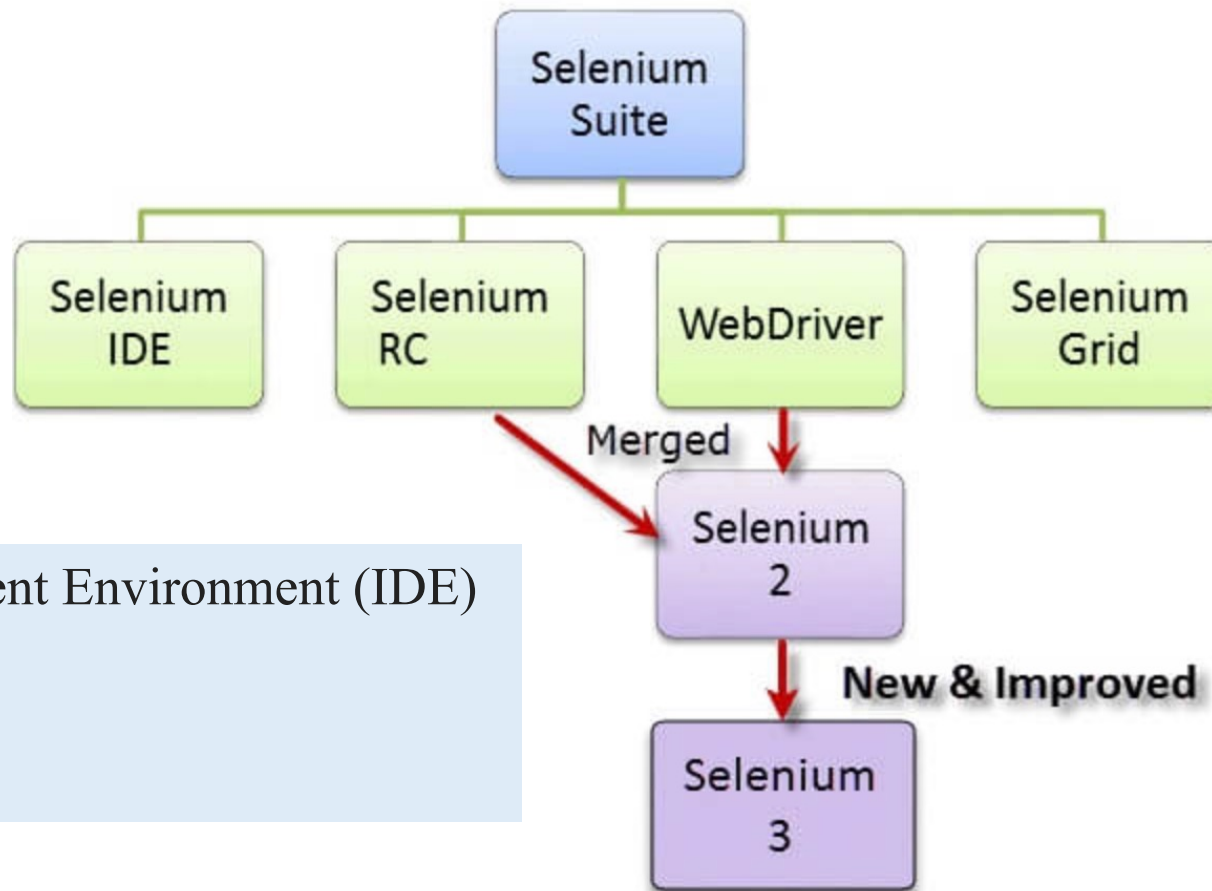 Selenium
Suite
Selenium
IDE
Selenium
RC
WebDriver
Selenium
Grid
Merged
Selenium
2
ent Environment (IDE)
New & Improved
Selenium
3